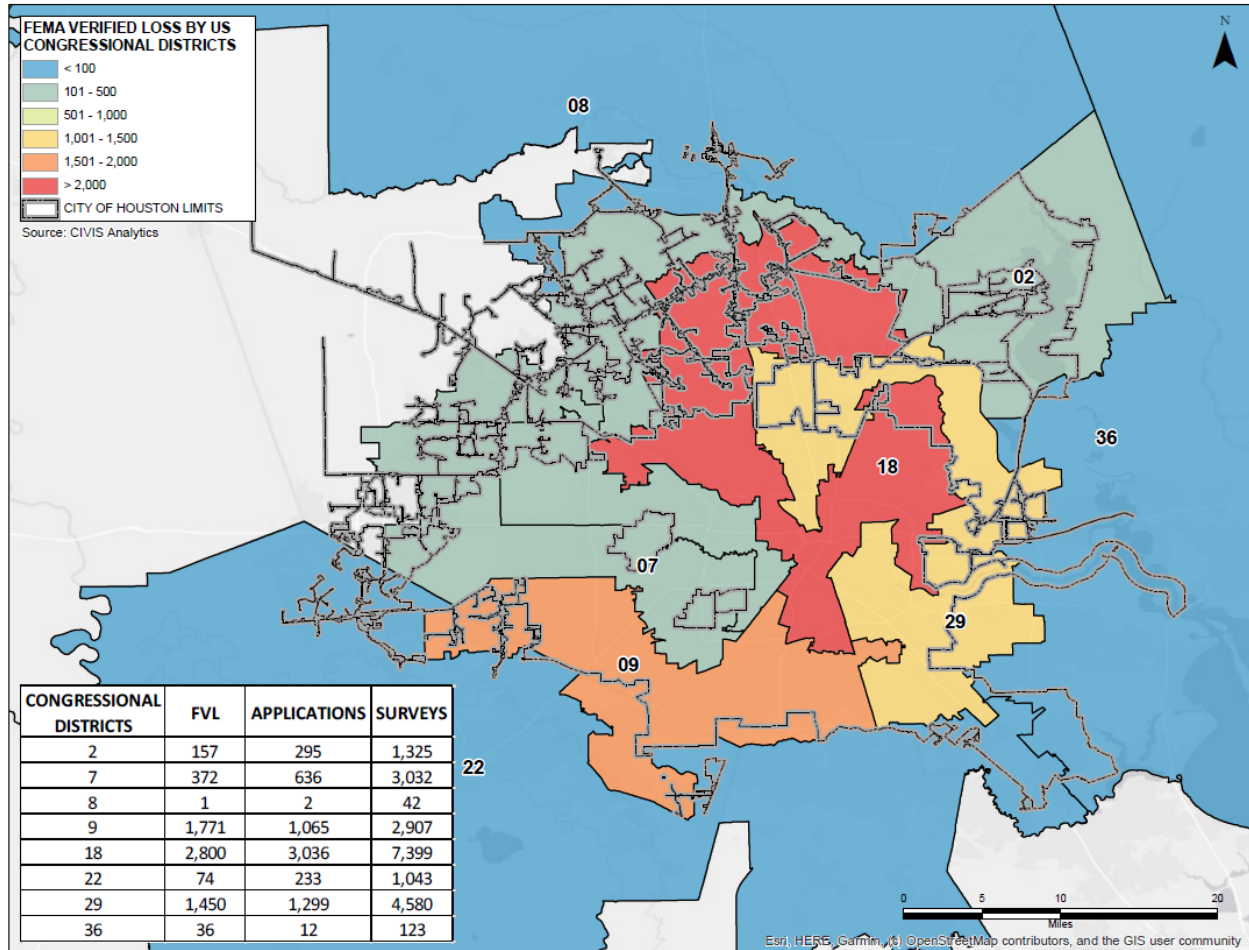 FEMA VERIFIED LOSS BY US
CONGRESSIONAL DISTRICTS
< 100
101 - 500
501 - 1,000
1,001 - 1,500
1,501 - 2,000
> 2,000
CITY OF HOUSTON LIMITS
Source: CIVIS Analytics
N
08
02
36
18
07
29
09
22
CONGRESSIONAL DISTRICTS FVL APPLICATIONS SURVEYS
2 157 295 1,325
7 372 636 3,032
8 1 2 42
9 1,771 1,065 2,907
18 2,800 3,036 7,399
22 74 233 1,043
29 1,450 1,299 4,580
36 36 12 123
0 5 10 20
Miles
Esri, HERE, Garmin, (c) OpenStreetMap contributors, and the GIS user community